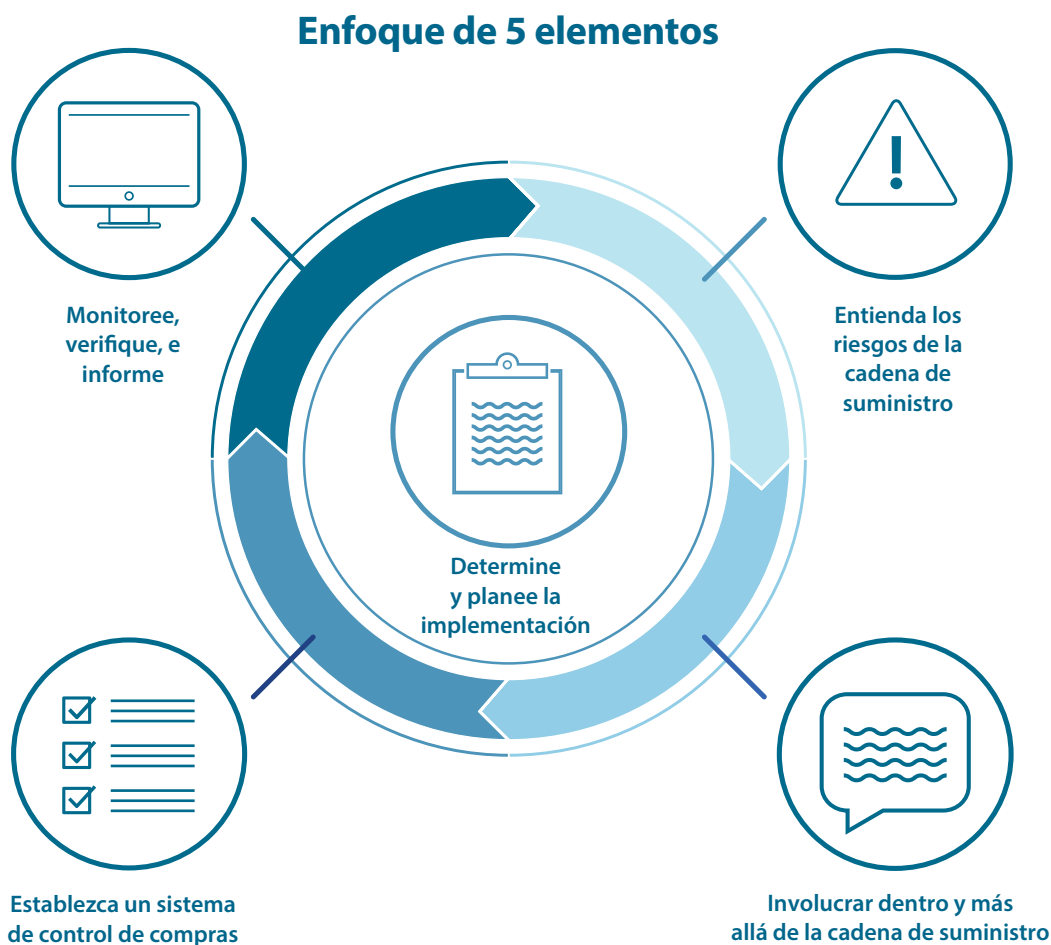 Enfoque de 5 elementos
Monitoree,
verifique, e
informe
Entienda los
riesgos de la
cadena de
suministro
Determine
y planee la
implementación
Establezca un sistema
de control de compras
Involucrar dentro y más
allá de la cadena de suministro